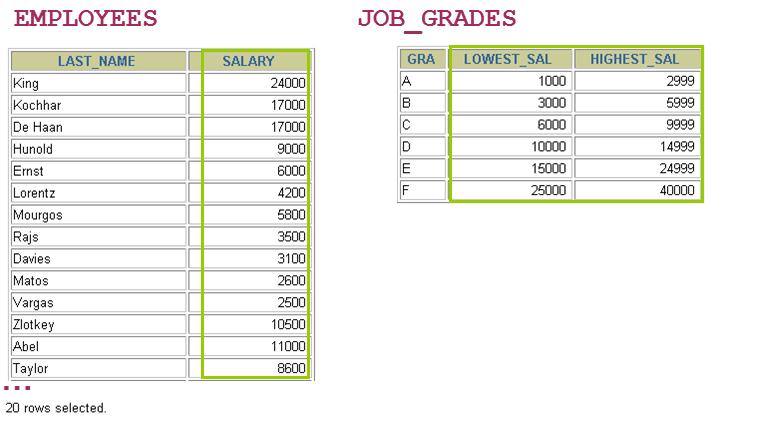 EMPLOYEES
LAST_NAME SALARY
King 24000
Kochhar 17000
De Haan 17000
Hunold 9000
Ernst 6000
Lorentz 4200
Mourgos 5800
Rajs 3500
Davies 3100
Matos 2600
Vargas 2500
Zlotkey 10500
Abel 11000
Taylor 8600
...
20 rows selected.
JOB_GRADES
GRA LOWEST_SAL HIGHEST_SAL
A 1000 2999
B 3000 5999
C 6000 9999
D 10000 14999
E 15000 24999
F 25000 40000